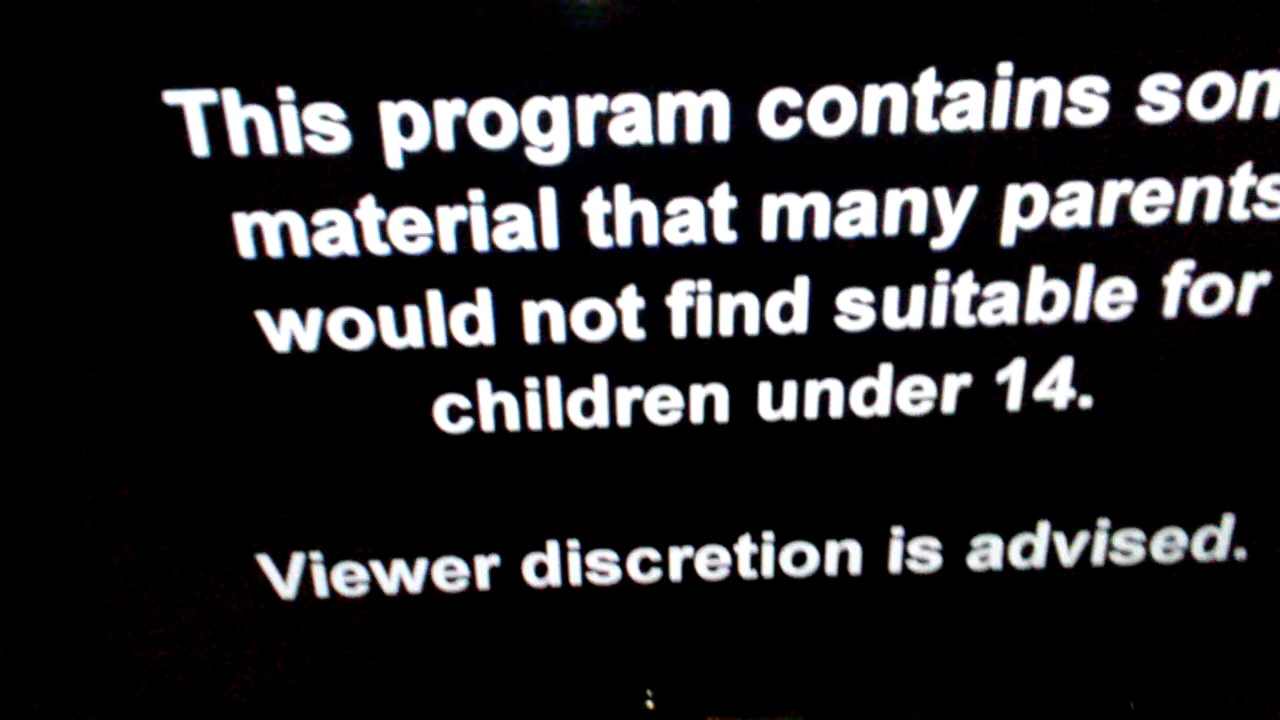 This program contains som
material that many parents
would not find suitable for
children under 14.
Viewer discretion is advised.